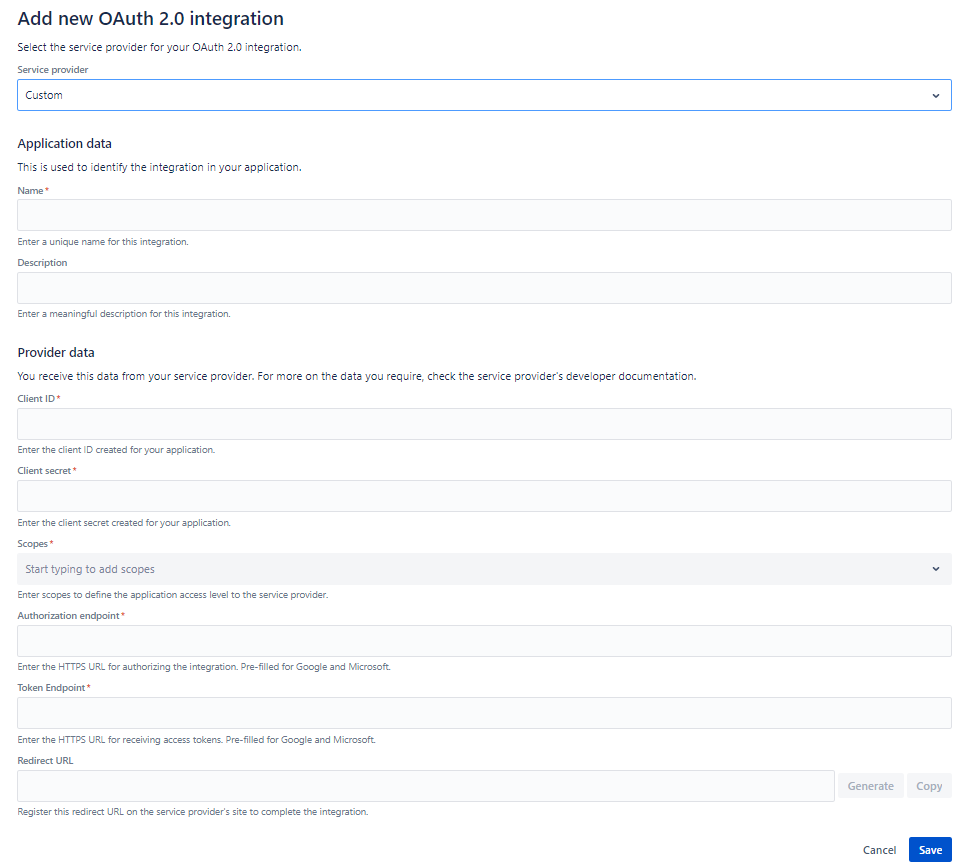 Add new OAuth 2.0 integration
Select the service provider for your OAuth 2.0 integration.
Service provider
Custom
Application data
This is used to identify the integration in your application.
Name*
Enter a unique name for this integration.
Description
Enter a meaningful description for this integration.
Provider data
You receive this data from your service provider. For more on the data you require, check the service provider's developer documentation.
Client ID*
Enter the client ID created for your application.
Client secret*
Enter the client secret created for your application.
Scopes*
Start typing to add scopes
Enter scopes to define the application access level to the service provider.
Authorization endpoint*
Enter the HTTPS URL for authorizing the integration. Pre-filled for Google and Microsoft.
Token Endpoint*
Enter the HTTPS URL for receiving access tokens. Pre-filled for Google and Microsoft.
Redirect URL
Generate Copy
Register this redirect URL on the service provider's site to complete the integration.
Cancel Save